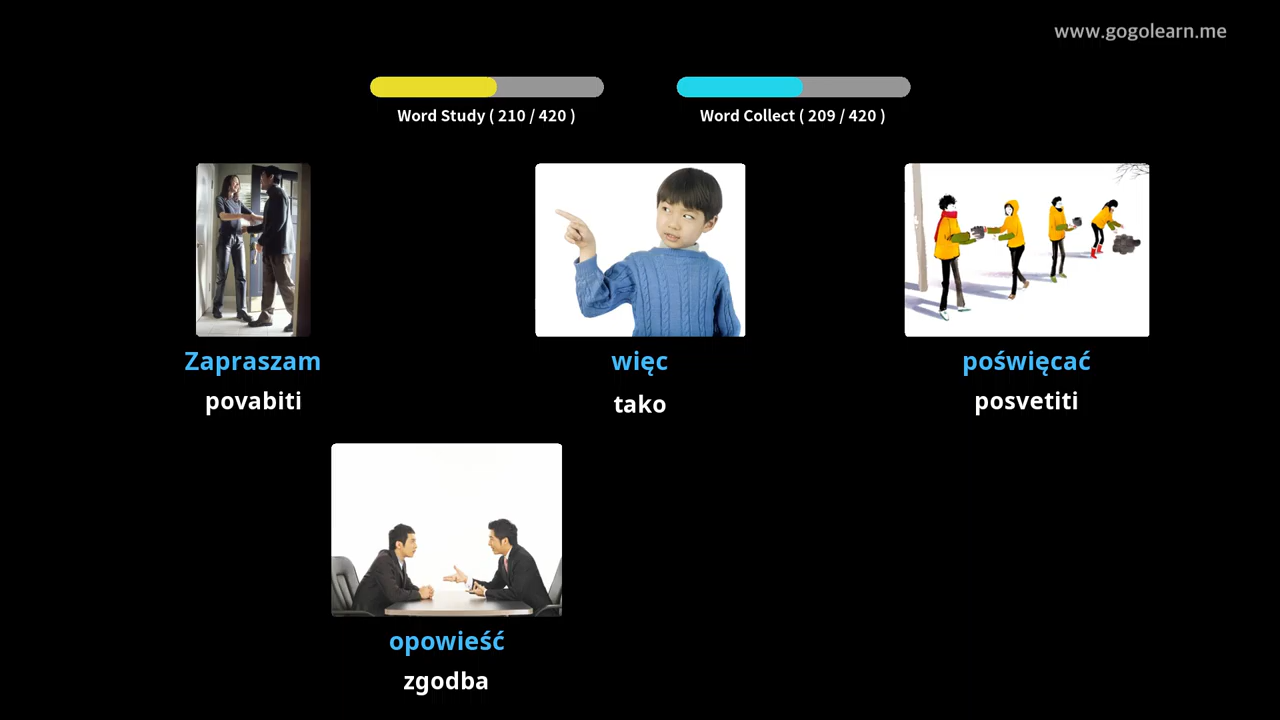 www.gogolearn.me
Word Study ( 210 / 420 )
Word Collect ( 209 / 420 )
Zapraszam
povabiti
więc
tako
poświęcać
posvetiti
opowieść
zgodba